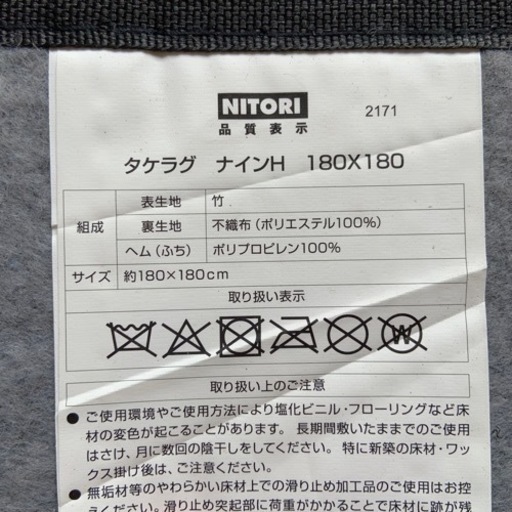 NITORI
品質表示
2171
タケラグ ナインH 180X180
組成
表生地 竹
裏生地 不織布(ポリエステル100%)
ヘム(ふち) ポリプロピレン100%
サイズ 約180×180cm
取り扱い表示
W
取り扱い上のご注意
● ご使用環境やご使用方法により塩化ビニル・フローリングなど床
材の変色が起こることがあります。 長期間敷いたままでのご使用
はさけ、月に数回の陰干しをしてください。 特に新築の床材・ワッ
クス掛け後は、ご注意ください。
● 無垢材等のやわらかい床材上での滑り止め加工品のご使用はお控
えください。滑り止め突起部に荷重がかかることで床材に跡が残